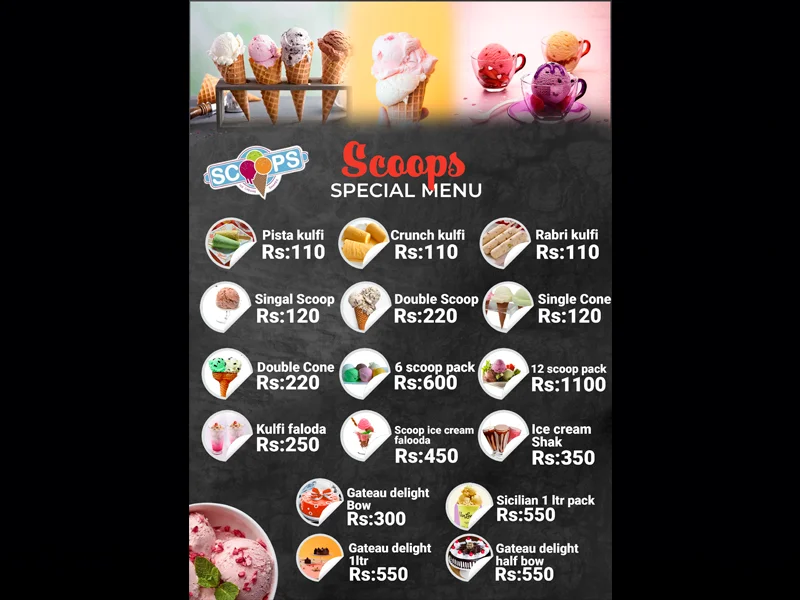 SCOOPS
Scoops
SPECIAL MENU
Pista kulfi
Rs:110
Crunch kulfi
Rs:110
Rabri kulfi
Rs:110
Singal Scoop
Rs:120
Double Scoop
Rs:220
Single Cone
Rs:120
Double Cone
Rs:220
6 scoop pack
Rs:600
12 scoop pack
Rs:1100
Kulfi faloda
Rs:250
Scoop ice cream
falooda
Rs:450
Ice cream
Shak
Rs:350
Gateau delight
Bow
Rs:300
Sicilian 1 ltr pack
Rs:550
Gateau delight
1ltr
Rs:550
Gateau delight
half bow
Rs:550